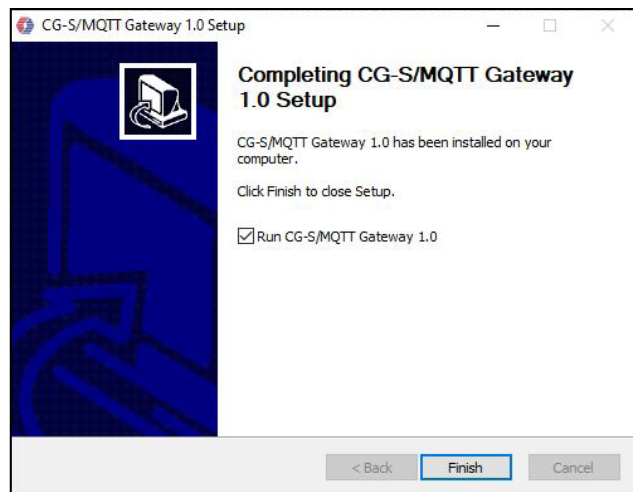 CG-S/MQTT Gateway 1.0 Setup
Completing CG-S/MQTT Gateway
1.0 Setup
CG-S/MQTT Gateway 1.0 has been installed on your
computer.
Click Finish to close Setup.
Run CG-S/MQTT Gateway 1.0
< Back
Finish
Cancel